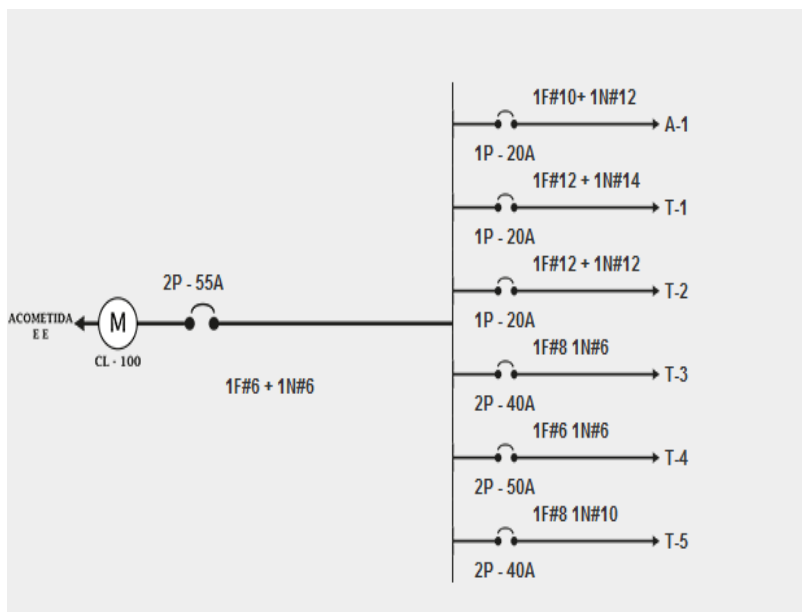 1F#10+ 1N#12
A-1
1P - 20A
1F#12 + 1N#14
T-1
1P - 20A
1F#12 + 1N#12
T-2
1P - 20A
1F#8 1N#6
T-3
2P - 40A
1F#6 1N#6
T-4
2P - 50A
1F#8 1N#10
T-5
2P - 40A
2P - 55A
ACOMETIDA
E E
M
CL - 100
1F#6 + 1N#6